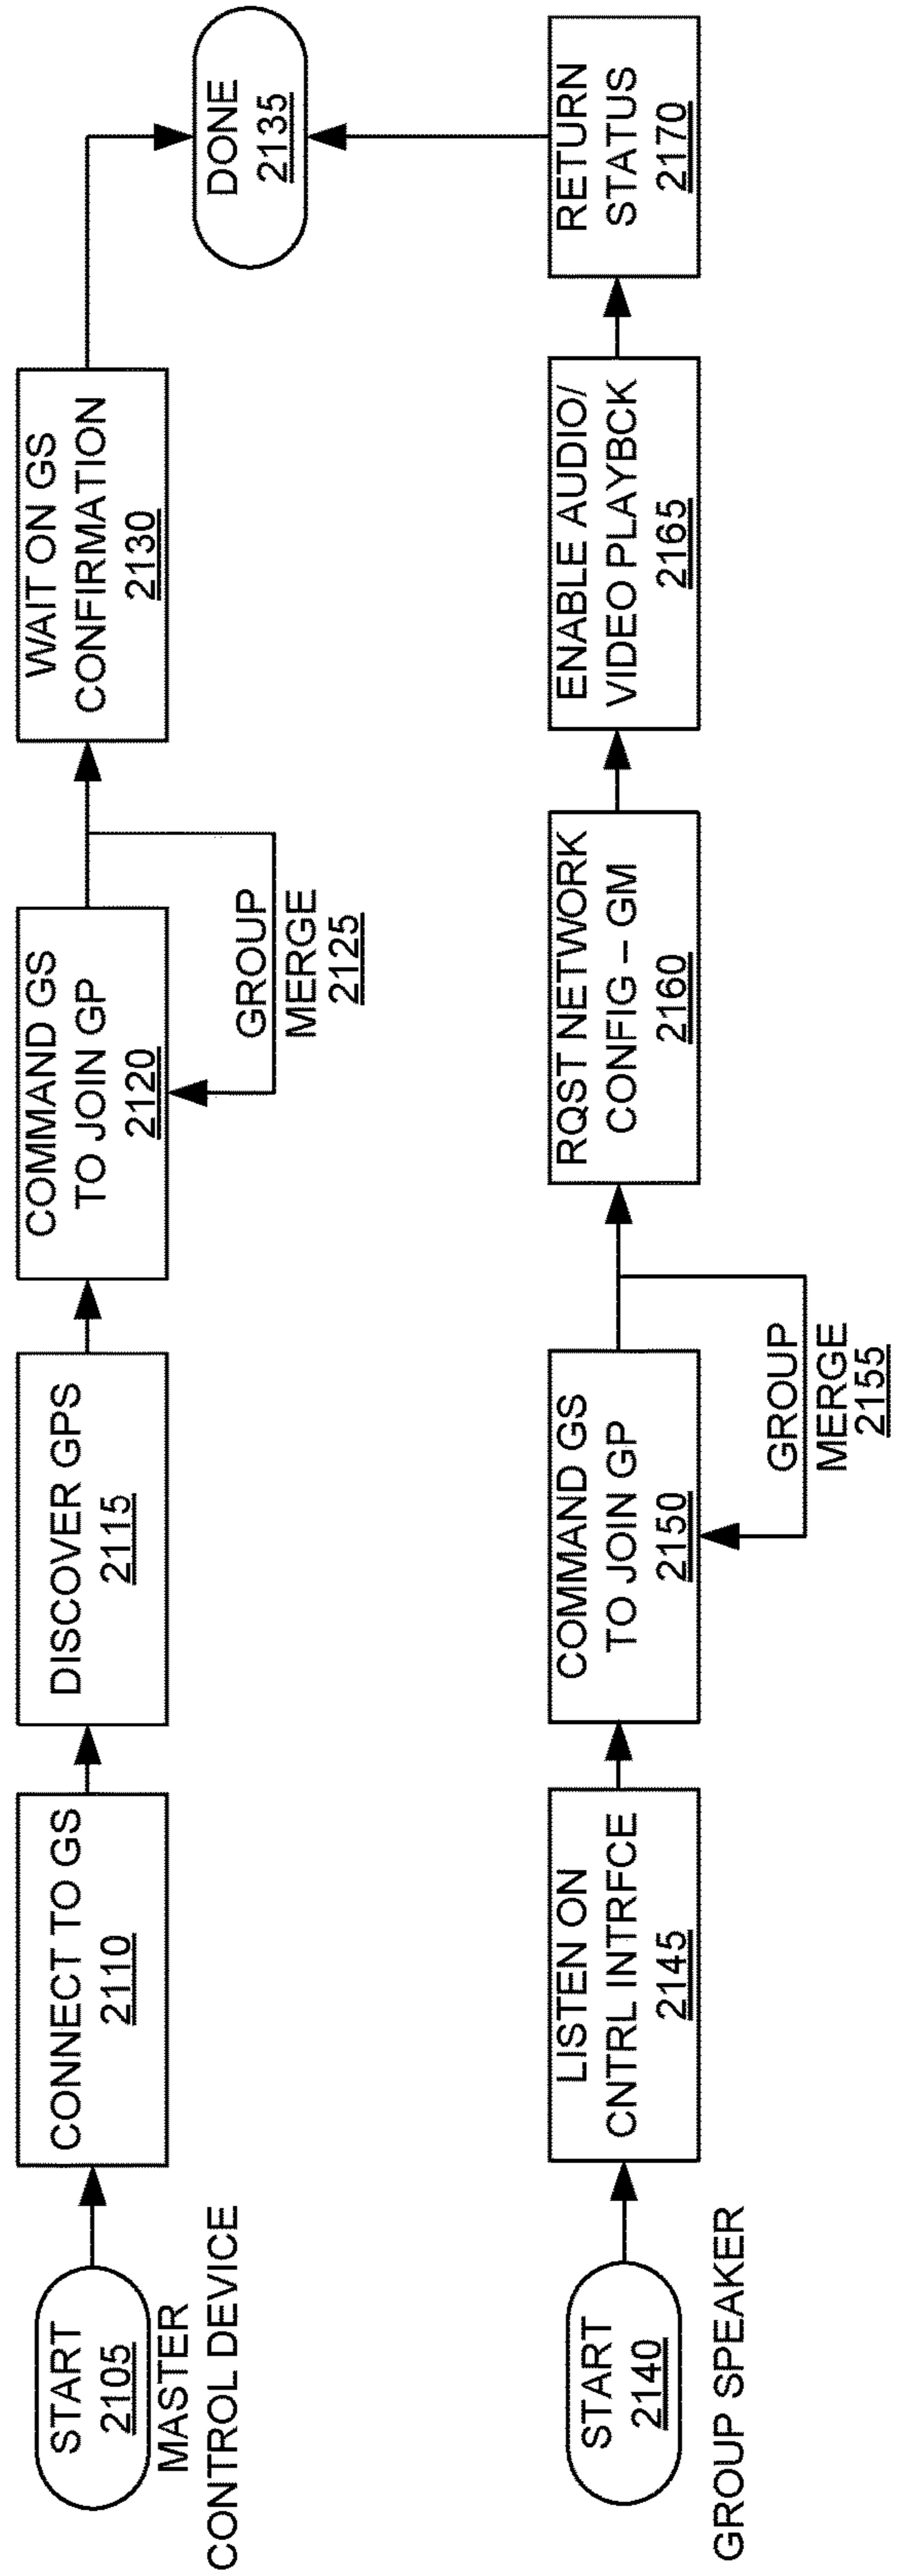 START
2105
MASTER
CONTROL DEVICE
CONNECT TO GS
2110
DISCOVER GPS
2115
COMMAND GS
TO JOIN GP
2120
GROUP
MERGE
2125
WAIT ON GS
CONFIRMATION
2130
DONE
2135
START
2140
GROUP SPEAKER
LISTEN ON
CNTRL INTRFCE
2145
COMMAND GS
TO JOIN GP
2150
GROUP
MERGE
2155
RQST NETWORK
CONFIG – GM
2160
ENABLE AUDIO/
VIDEO PLAYBCK
2165
RETURN
STATUS
2170